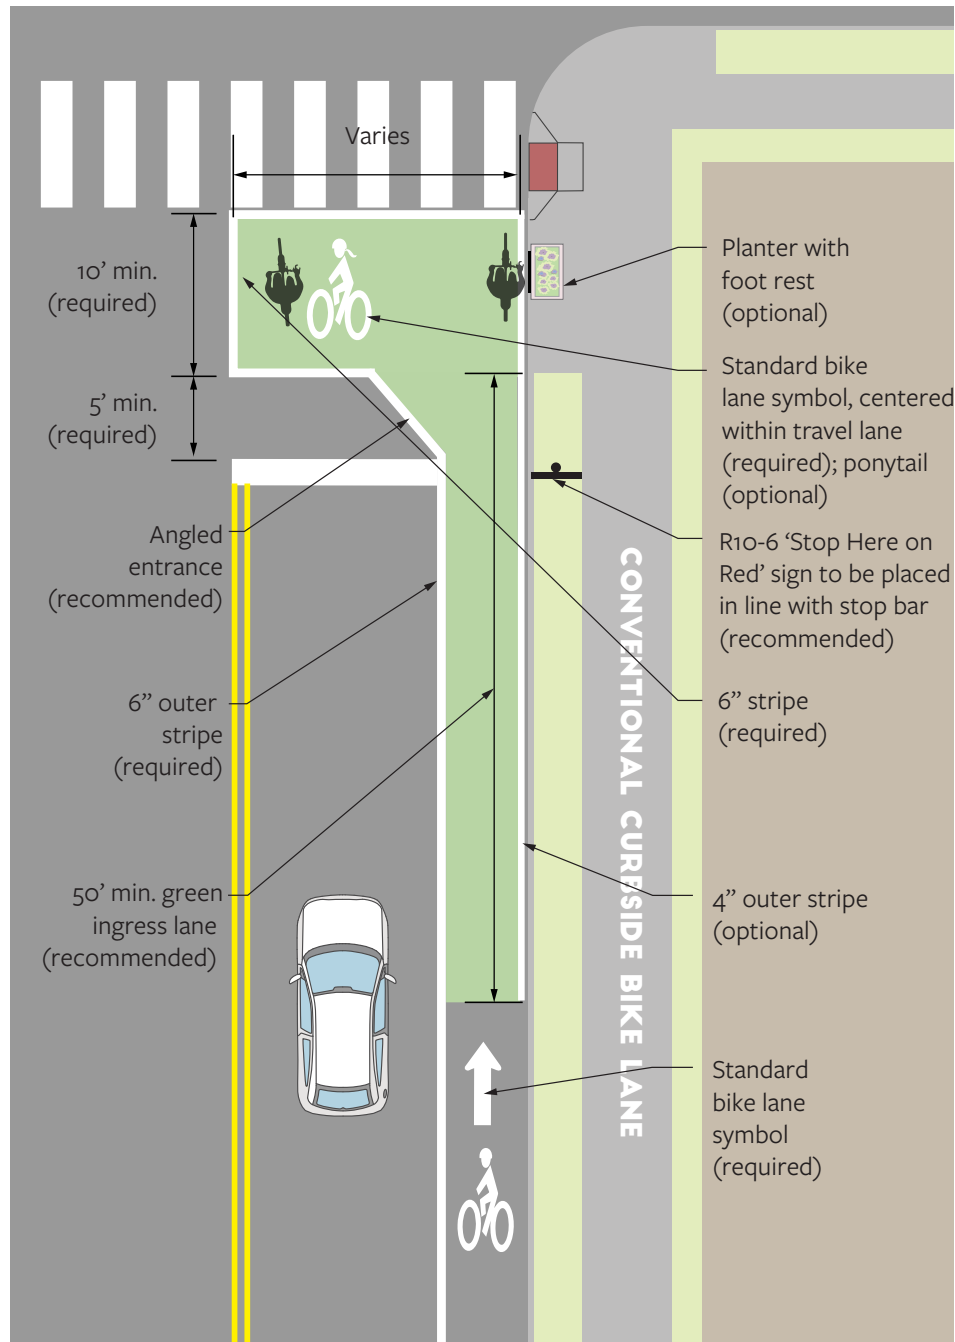 Varies
10’ min.
(required)
5’ min.
(required)
Angled
entrance
(recommended)
6” outer
stripe
(required)
50’ min. green
ingress lane
(recommended)
Planter with
foot rest
(optional)
Standard bike
lane symbol, centered
within travel lane
(required); ponytail
(optional)
R10-6 ‘Stop Here on
Red’ sign to be placed
in line with stop bar
(recommended)
6” stripe
(required)
4” outer stripe
(optional)
Standard
bike lane
symbol
(required)
CONVENTIONAL CURBSIDE BIKE LANE